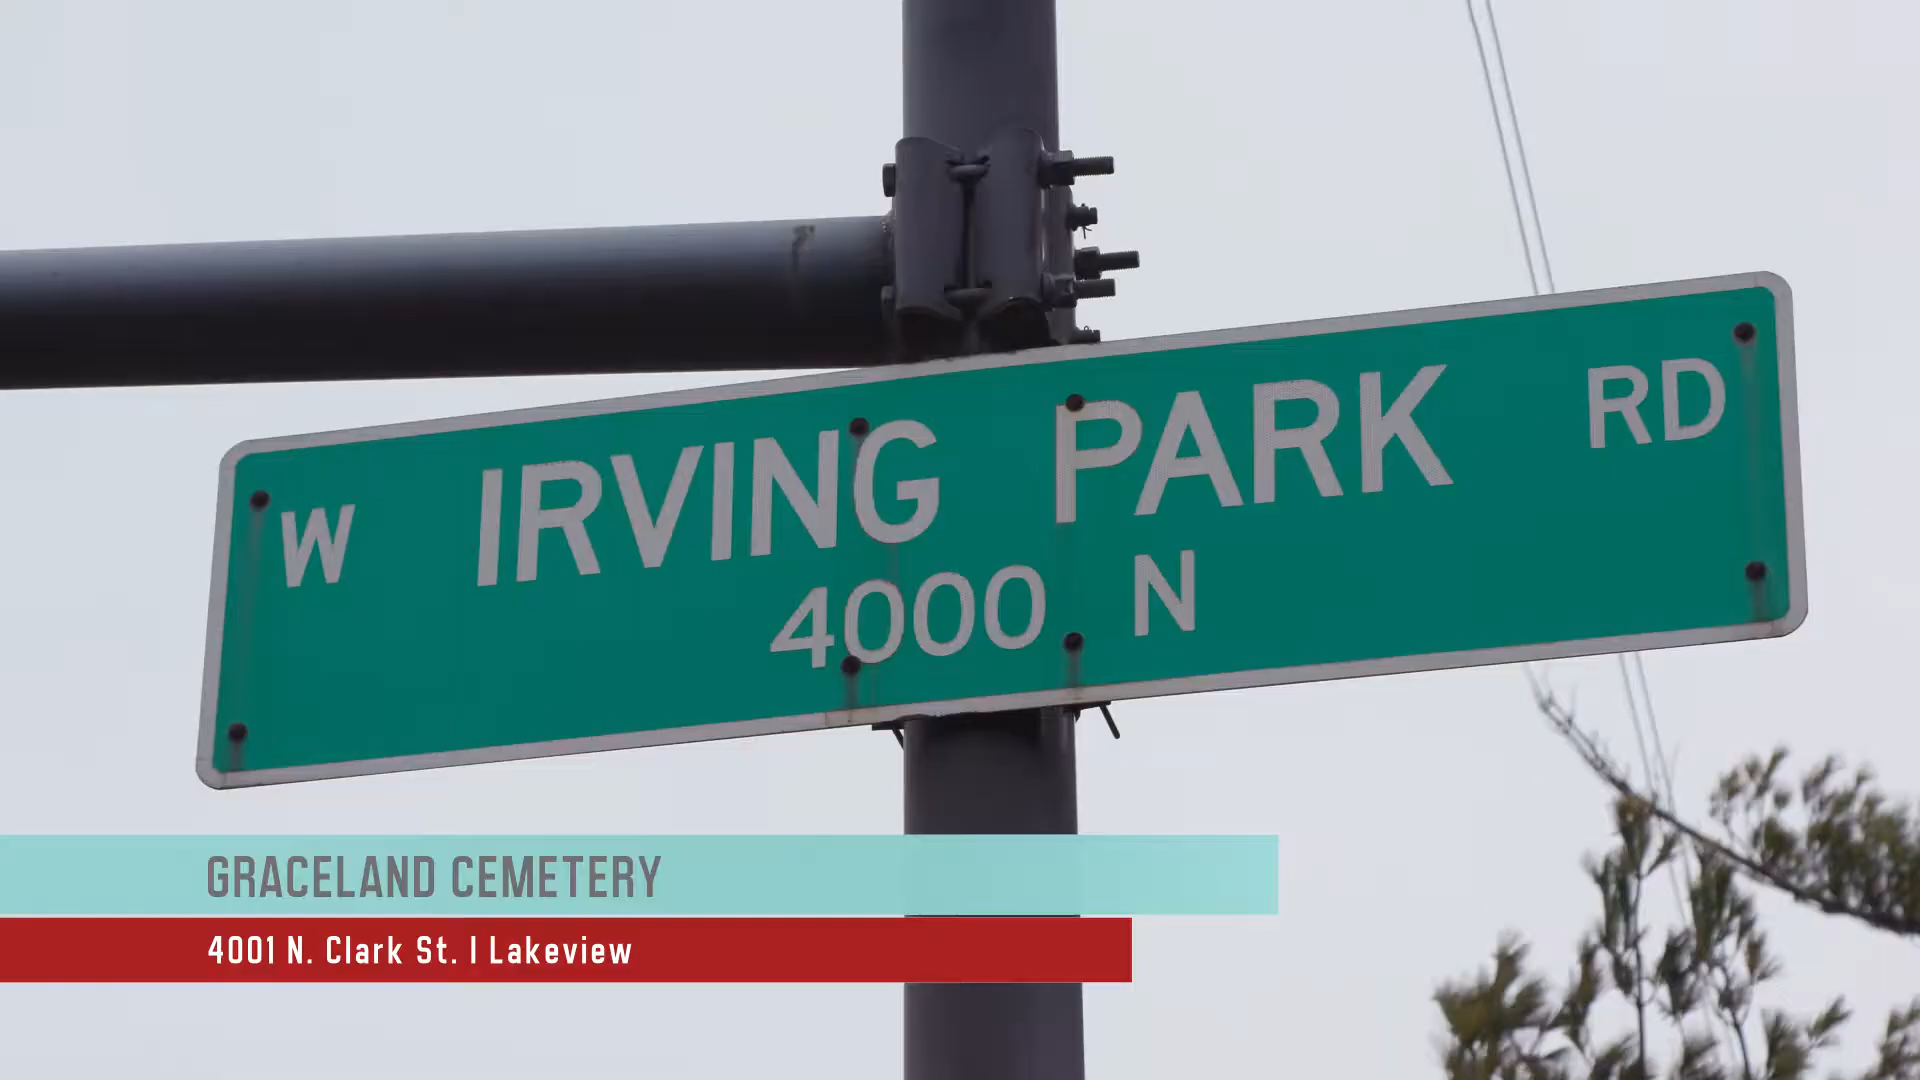 W IRVING PARK RD
4000 N
GRACELAND CEMETERY
4001 N. Clark St. | Lakeview